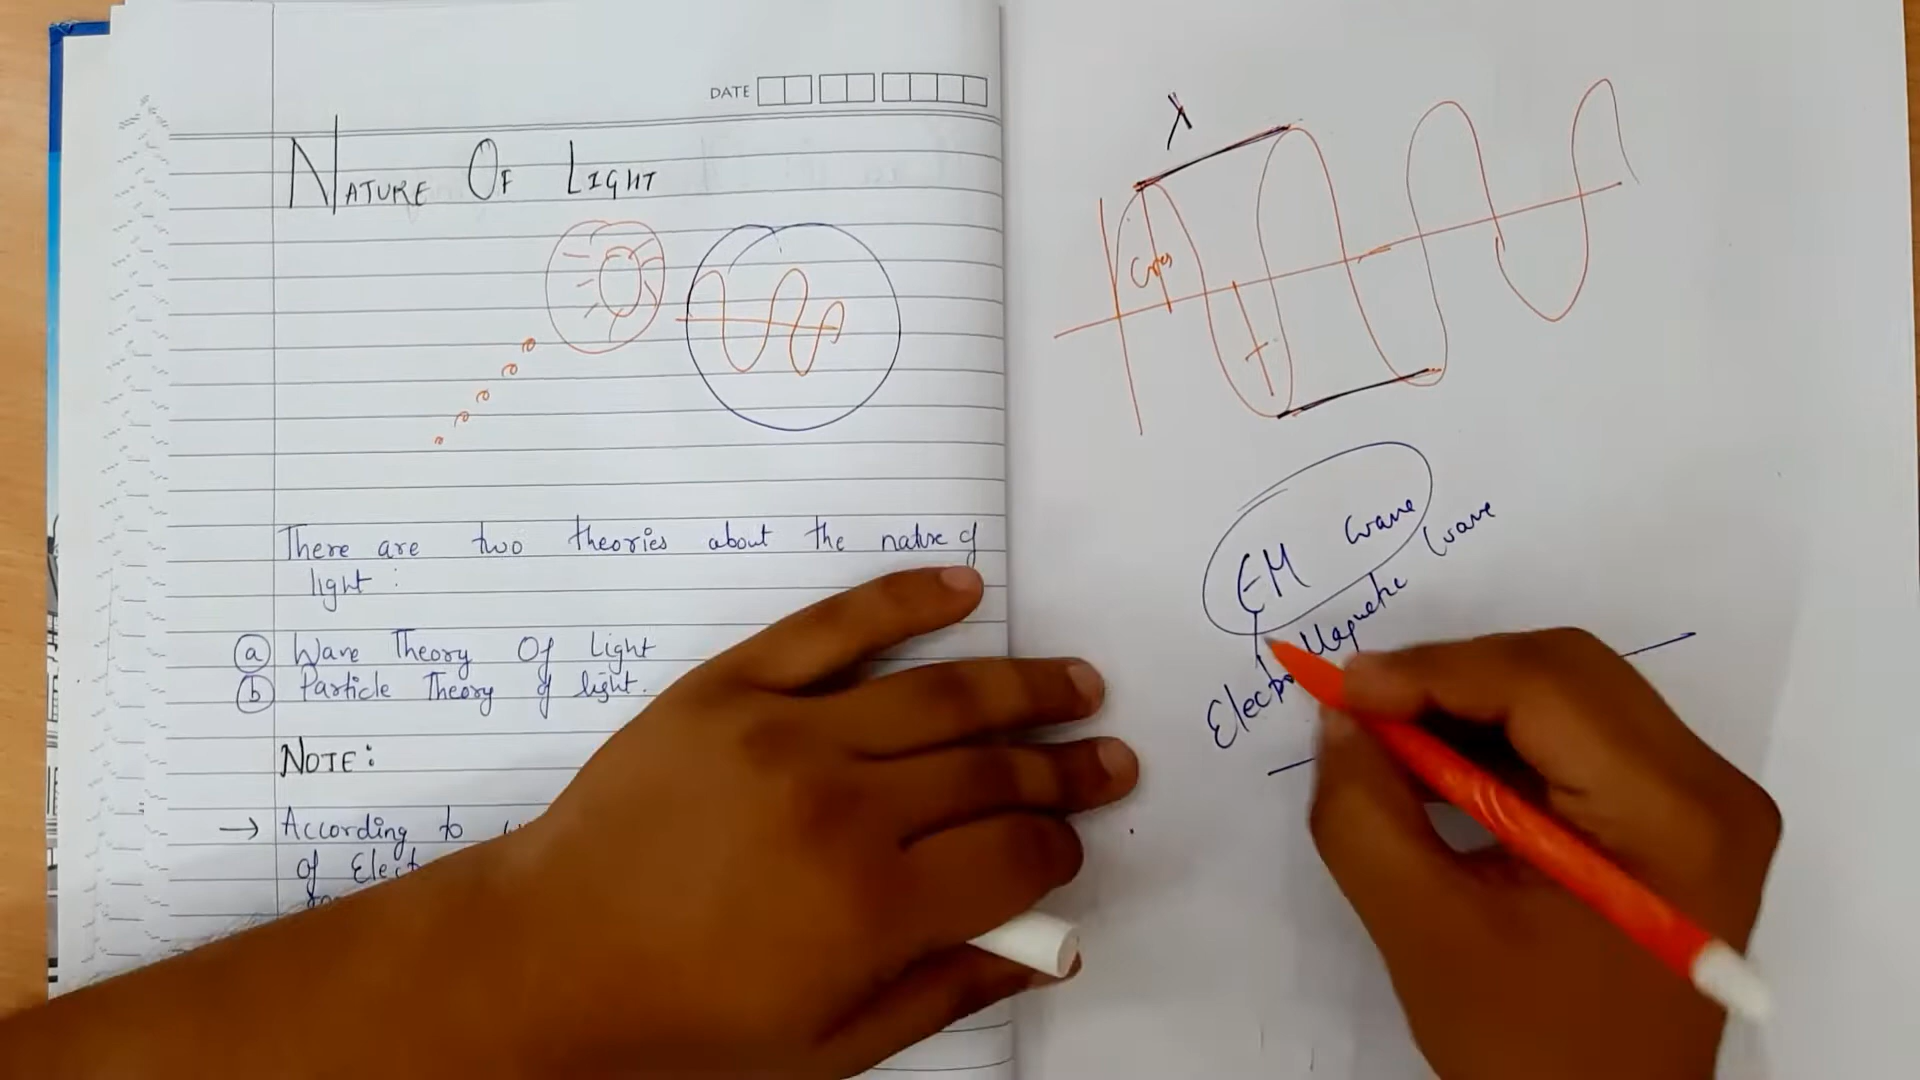 DATE
NATURE OF LIGHT
There are two theories about the nature of
light :
(a) Wave Theory Of Light
(b) Particle Theory of light.
NOTE:
→ According to
of Elect
λ
T
EM Wave
Electro Magnetic Wave